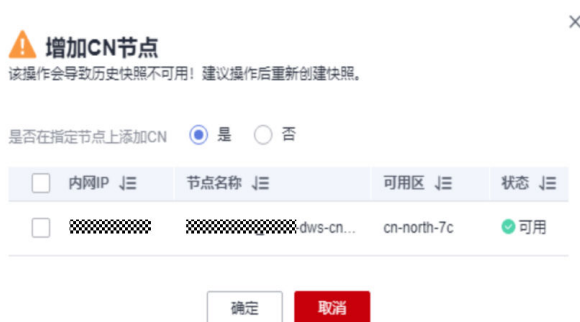 增加CN节点
该操作会导致历史快照不可用！建议操作后重新创建快照。
是否在指定节点上添加CN 是 否
内网IP 节点名称 可用区 状态
-dws-cn... cn-north-7c 可用
确定 取消